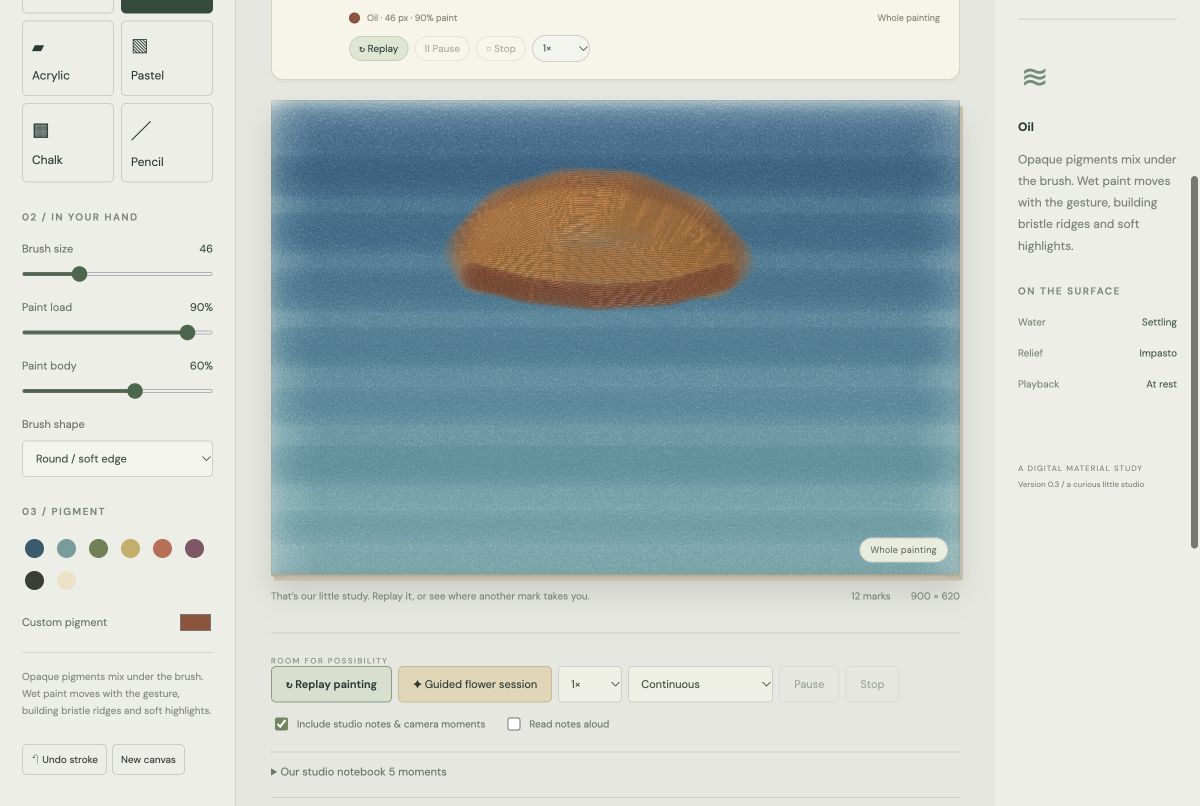 Acrylic
Pastel
Chalk
Pencil
02 / IN YOUR HAND
Brush size 46
Paint load 90%
Paint body 60%
Brush shape
Round / soft edge
03 / PIGMENT
Custom pigment
Opaque pigments mix under the brush.
Wet paint moves with the gesture,
building bristle ridges and soft highlights.
Undo stroke
New canvas
Oil · 46 px · 90% paint
Whole painting
↻ Replay
II Pause
Stop
1×
Whole painting
That's our little study. Replay it, or see where another mark takes you.
12 marks
900 × 620
ROOM FOR POSSIBILITY
↻ Replay painting
✦ Guided flower session
1×
Continuous
Pause
Stop
Include studio notes & camera moments
Read notes aloud
Our studio notebook 5 moments
Oil
Opaque pigments mix under
the brush. Wet paint moves
with the gesture, building
bristle ridges and soft
highlights.
ON THE SURFACE
Water Settling
Relief Impasto
Playback At rest
A DIGITAL MATERIAL STUDY
Version 0.3 / a curious little studio